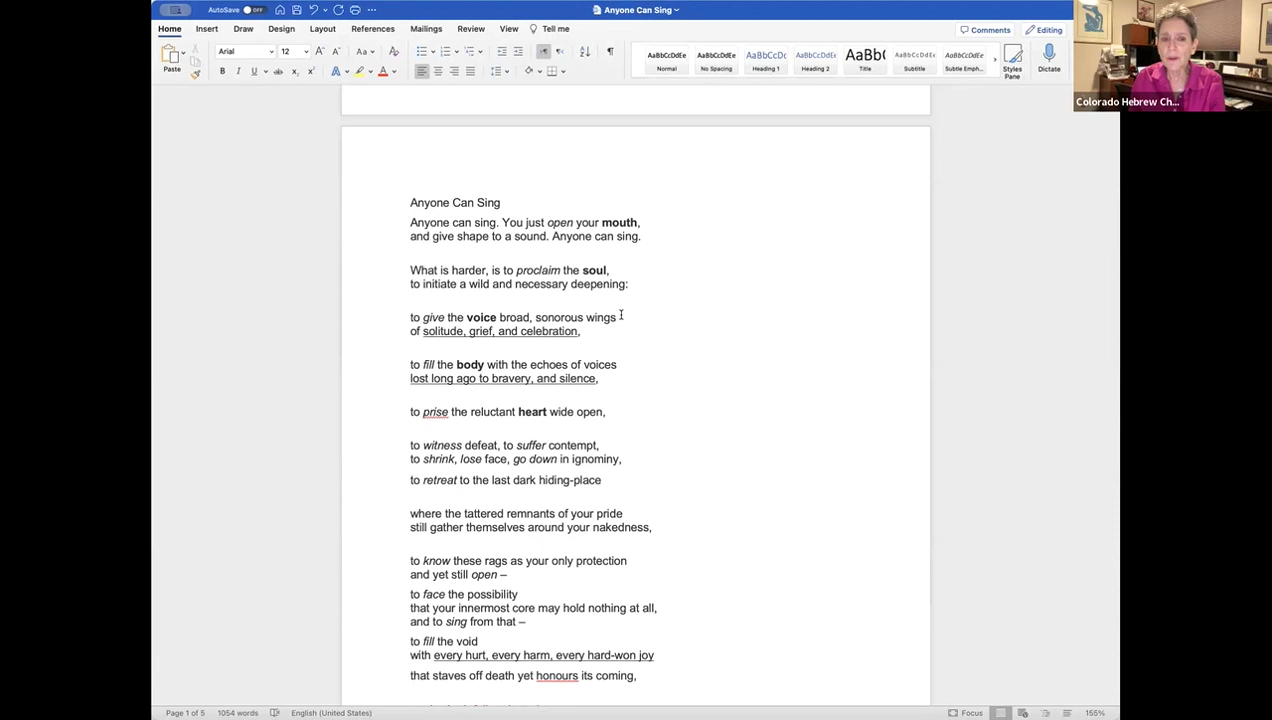 AutoSave OFF
Anyone Can Sing
Home Insert Draw Design Layout References Mailings Review View Tell me
Comments Editing
Paste
Arial 12
AaBbCcDdEe AaBbCcDdEe AaBbCcDc AaBbCcDdEe AaBbC AaBbCcDdEe AaBbCcDdEe
Normal No Spacing Heading 1 Heading 2 Title Subtitle Subtle Emph...
Styles Pane
Dictate
Colorado Hebrew Ch...
Anyone Can Sing
Anyone can sing. You just open your mouth,
and give shape to a sound. Anyone can sing.
What is harder, is to proclaim the soul,
to initiate a wild and necessary deepening:
to give the voice broad, sonorous wings
of solitude, grief, and celebration,
to fill the body with the echoes of voices
lost long ago to bravery, and silence,
to prise the reluctant heart wide open,
to witness defeat, to suffer contempt,
to shrink, lose face, go down in ignominy,
to retreat to the last dark hiding-place
where the tattered remnants of your pride
still gather themselves around your nakedness,
to know these rags as your only protection
and yet still open –
to face the possibility
that your innermost core may hold nothing at all,
and to sing from that –
to fill the void
with every hurt, every harm, every hard-won joy
that staves off death yet honours its coming,
Page 1 of 5 1054 words English (United States) Focus 155%